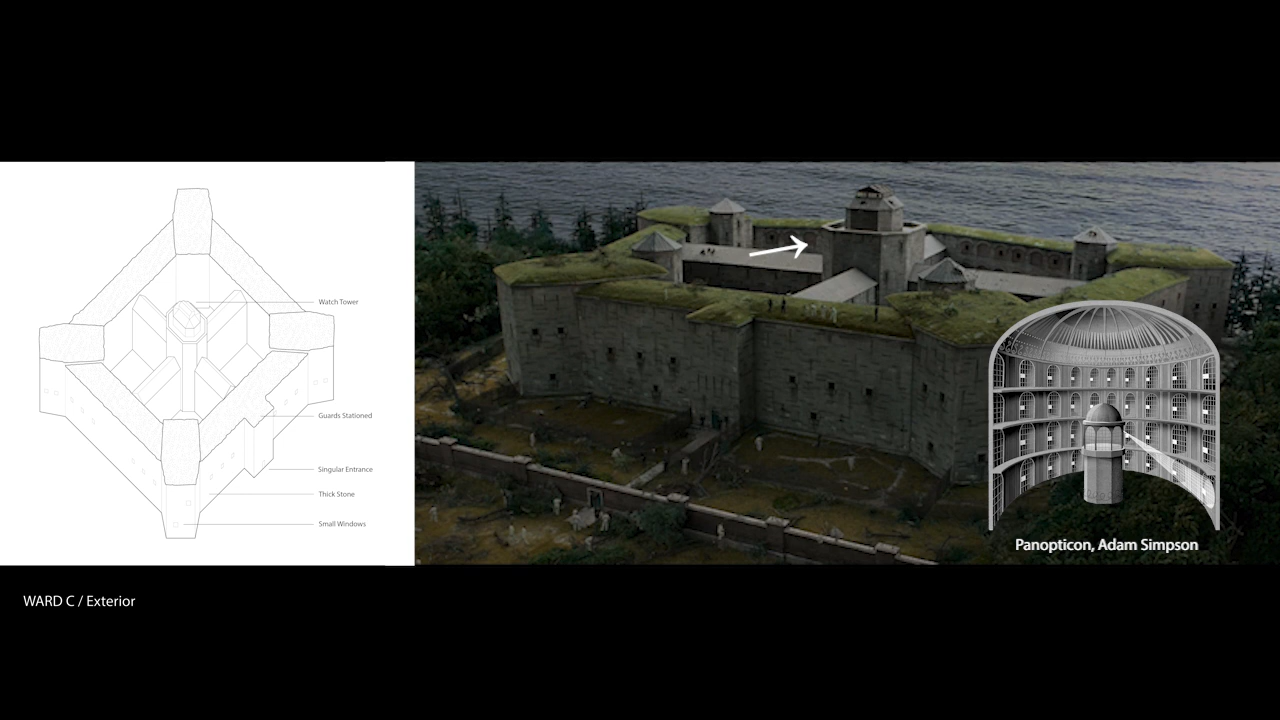 Watch Tower
Guards Stationed
Singular Entrance
Thick Stone
Small Windows
Panopticon, Adam Simpson
WARD C / Exterior